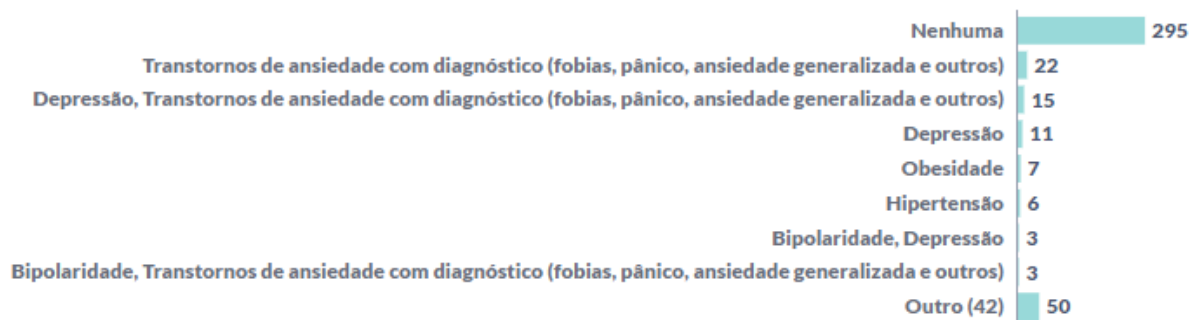 Nenhuma 295
Transtornos de ansiedade com diagnóstico (fobias, pânico, ansiedade generalizada e outros) 22
Depressão, Transtornos de ansiedade com diagnóstico (fobias, pânico, ansiedade generalizada e outros) 15
Depressão 11
Obesidade 7
Hipertensão 6
Bipolaridade, Depressão 3
Bipolaridade, Transtornos de ansiedade com diagnóstico (fobias, pânico, ansiedade generalizada e outros) 3
Outro (42) 50